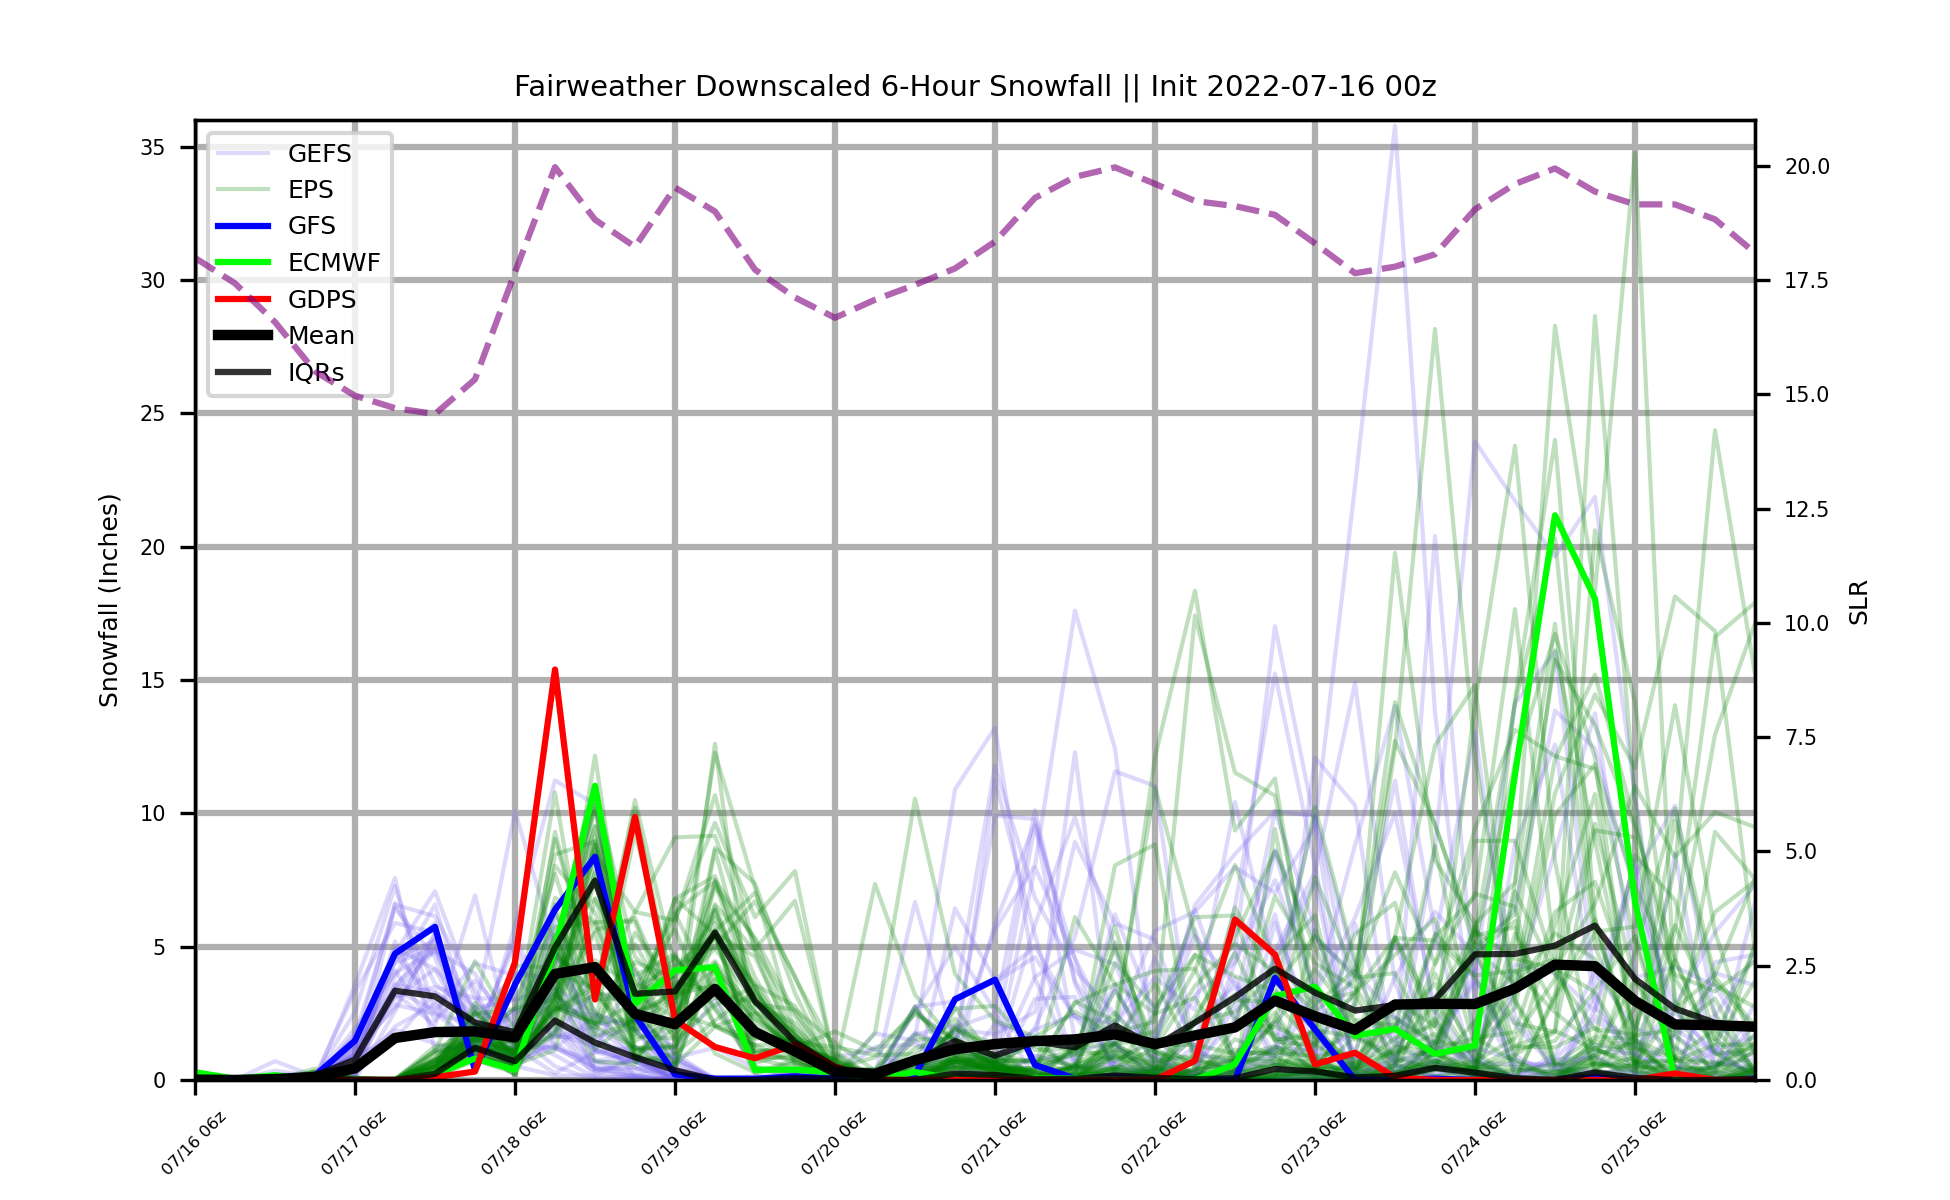 Fairweather Downscaled 6-Hour Snowfall || Init 2022-07-16 00z
GEFS
EPS
GFS
ECMWF
GDPS
Mean
IQRs
Snowfall (Inches)
35
30
25
20
15
10
5
0
SLR
20.0
17.5
15.0
12.5
10.0
7.5
5.0
2.5
0.0
07/16 06z
07/17 06z
07/18 06z
07/19 06z
07/20 06z
07/21 06z
07/22 06z
07/23 06z
07/24 06z
07/25 06z